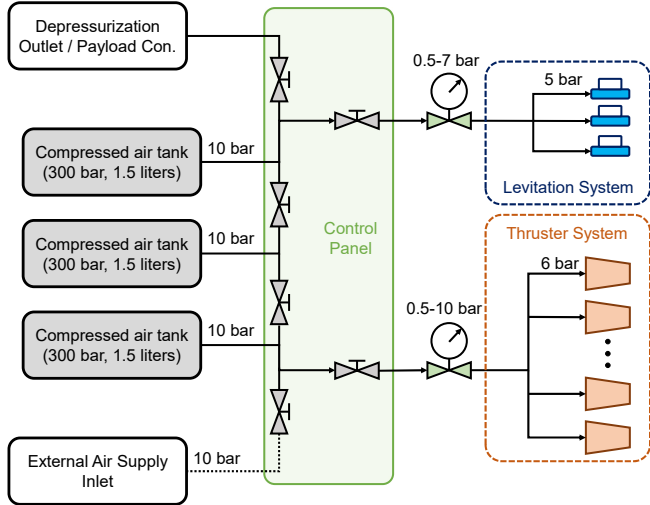 Depressurization
Outlet / Payload Con.
0.5-7 bar
5 bar
10 bar
Compressed air tank
(300 bar, 1.5 liters)
Levitation System
10 bar
Compressed air tank
(300 bar, 1.5 liters)
Control
Panel
Thruster System
6 bar
10 bar
Compressed air tank
(300 bar, 1.5 liters)
0.5-10 bar
External Air Supply
Inlet
10 bar